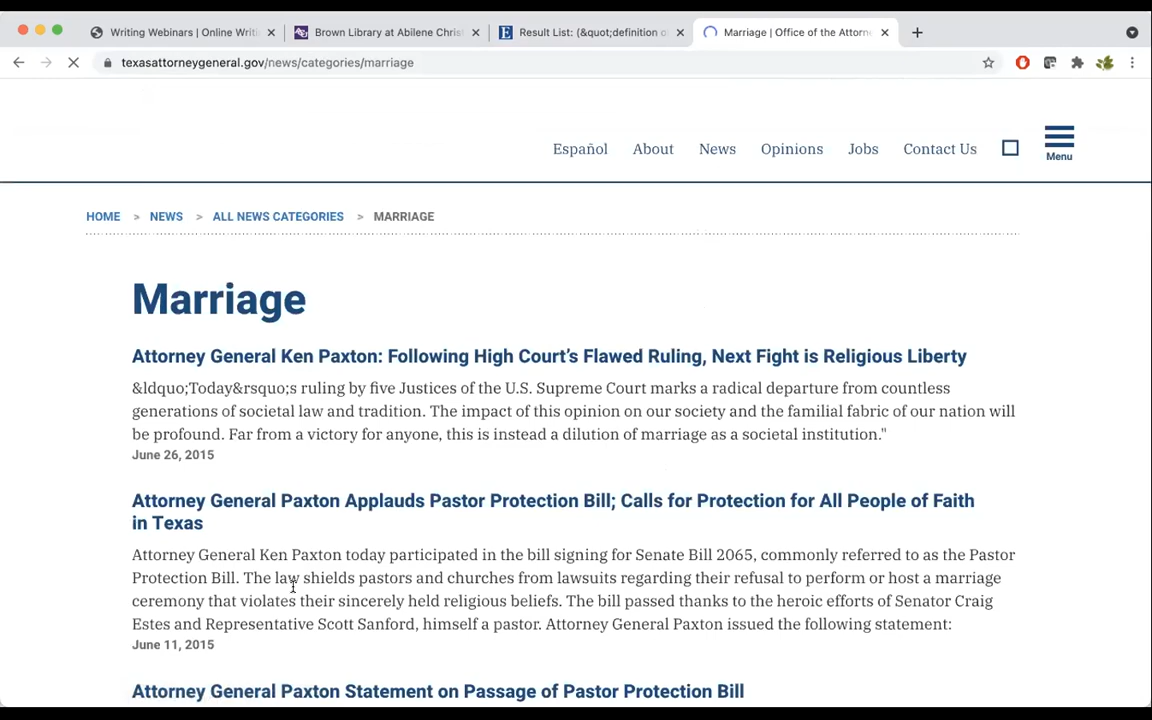 Writing Webinars | Online Writi
Brown Library at Abilene Chris
Result List: (&quot;definition o
Marriage | Office of the Attorn
texasattorneygeneral.gov/news/categories/marriage
Español About News Opinions Jobs Contact Us
Menu
HOME > NEWS > ALL NEWS CATEGORIES > MARRIAGE
Marriage
Attorney General Ken Paxton: Following High Court's Flawed Ruling, Next Fight is Religious Liberty
&ldquo;Today&rsquo;s ruling by five Justices of the U.S. Supreme Court marks a radical departure from countless
generations of societal law and tradition. The impact of this opinion on our society and the familial fabric of our nation will
be profound. Far from a victory for anyone, this is instead a dilution of marriage as a societal institution."
June 26, 2015
Attorney General Paxton Applauds Pastor Protection Bill; Calls for Protection for All People of Faith
in Texas
Attorney General Ken Paxton today participated in the bill signing for Senate Bill 2065, commonly referred to as the Pastor
Protection Bill. The law shields pastors and churches from lawsuits regarding their refusal to perform or host a marriage
ceremony that violates their sincerely held religious beliefs. The bill passed thanks to the heroic efforts of Senator Craig
Estes and Representative Scott Sanford, himself a pastor. Attorney General Paxton issued the following statement:
June 11, 2015
Attorney General Paxton Statement on Passage of Pastor Protection Bill